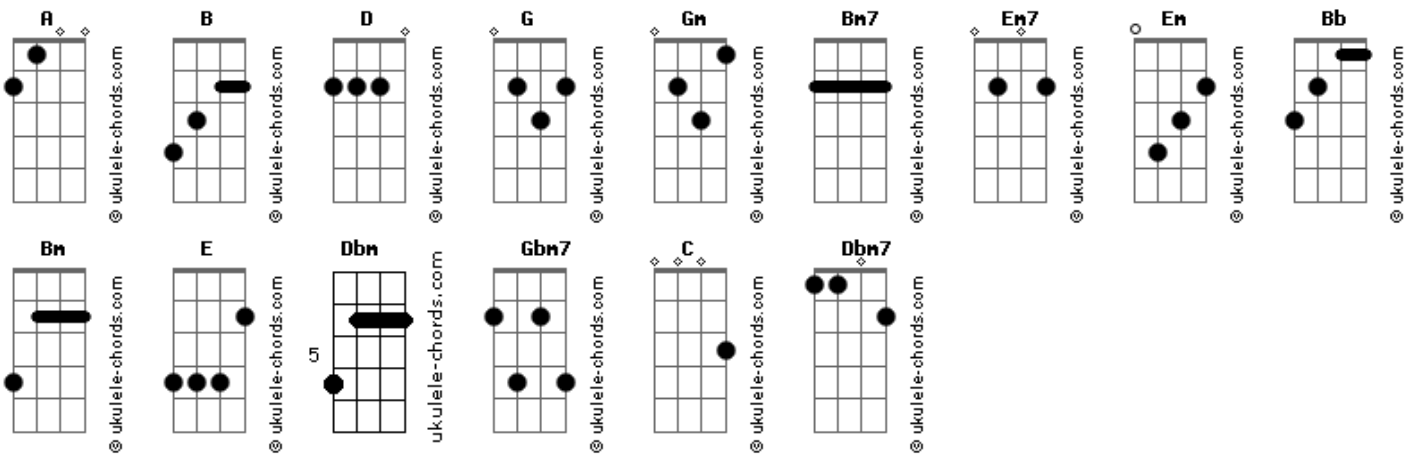 A B D G Gm Bm7 Em7 Em Bb
© ukulele-chords.com © ukulele-chords.com © ukulele-chords.com © ukulele-chords.com © ukulele-chords.com © ukulele-chords.com © ukulele-chords.com © ukulele-chords.com © ukulele-chords.com
Bm E Dbm Gbm7 C Dbm7
5
© ukulele-chords.com © ukulele-chords.com ukulele-chords.com © ukulele-chords.com © ukulele-chords.com © ukulele-chords.com